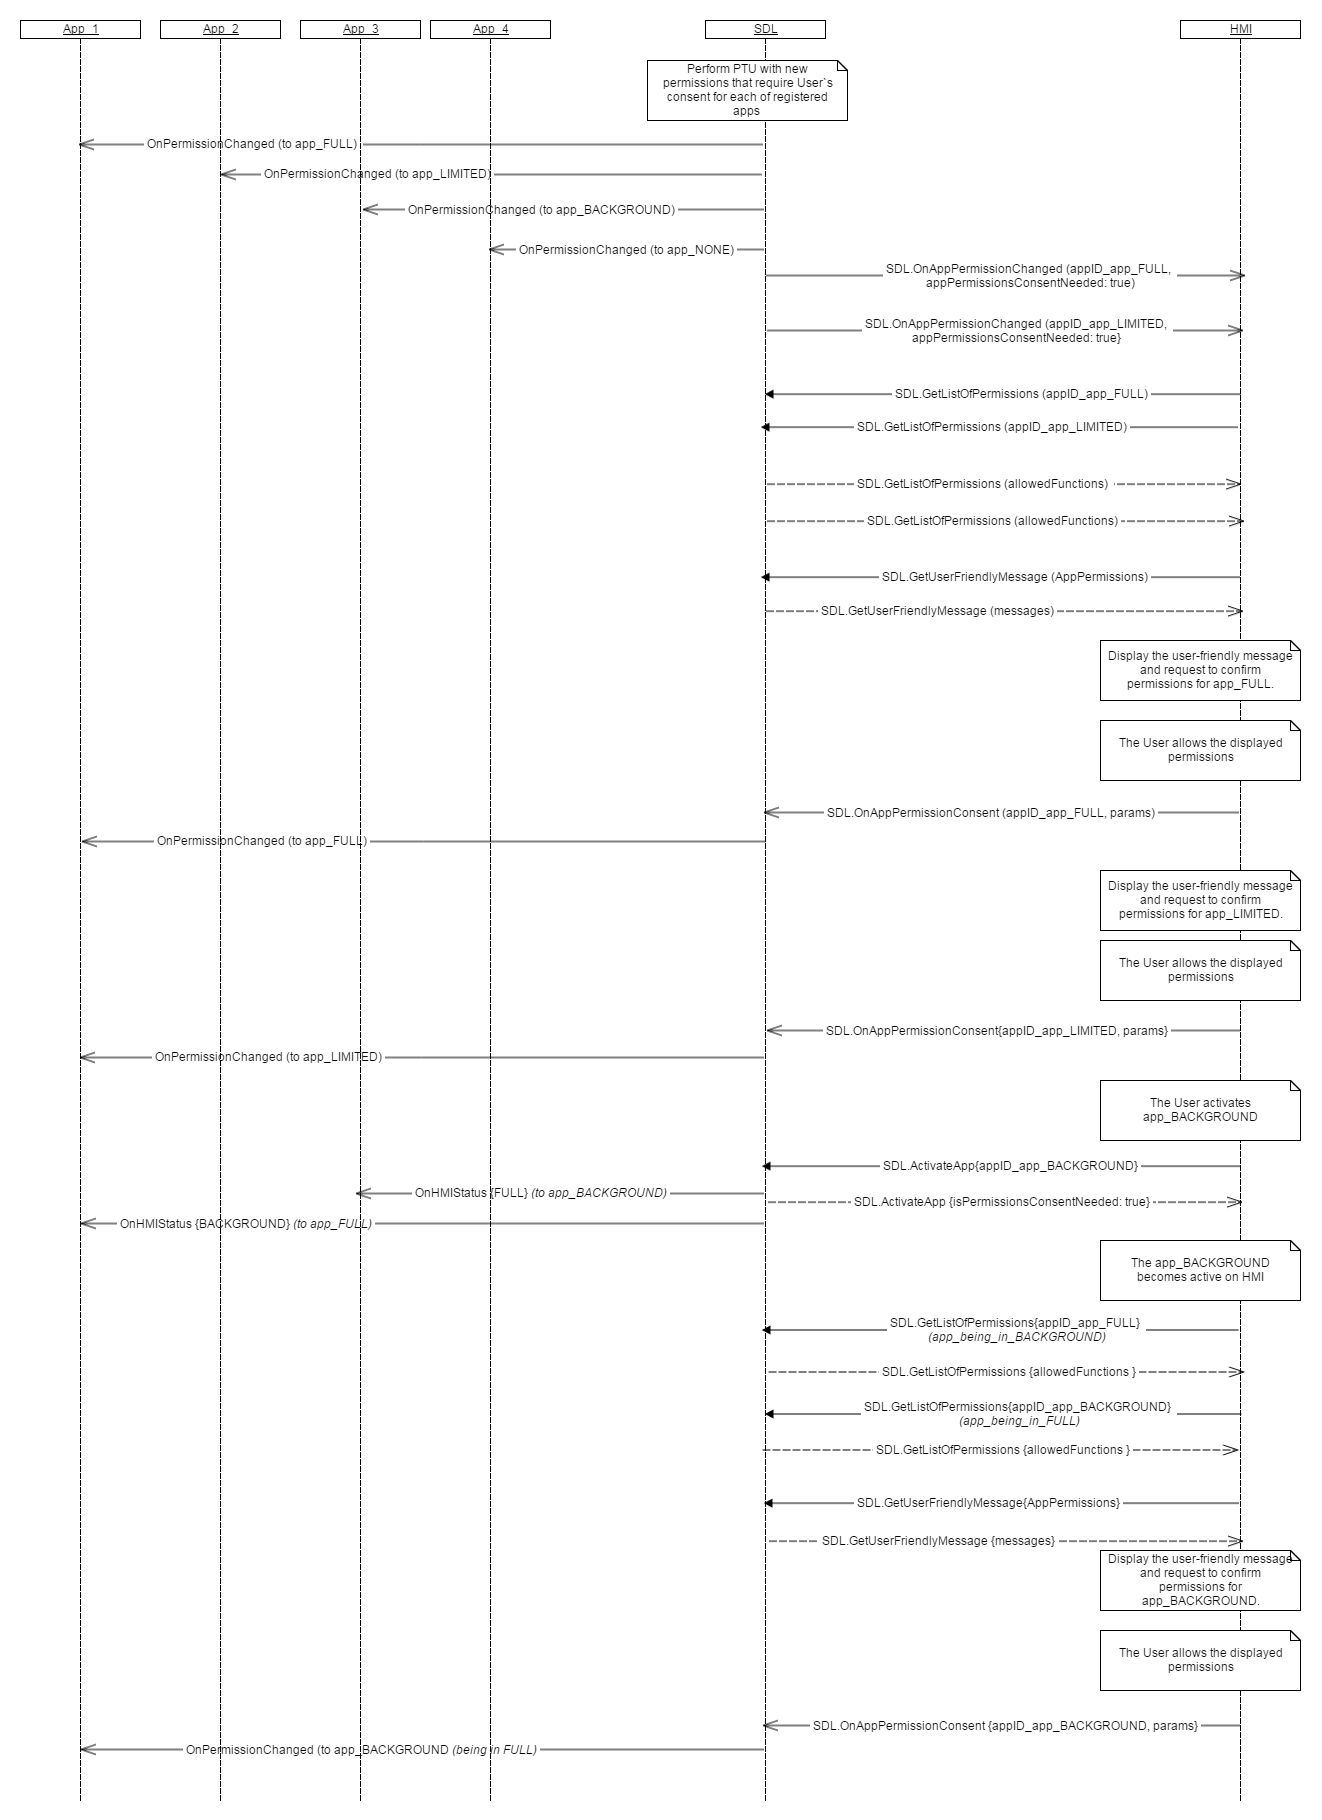 App_1
App_2
App_3
App_4
SDL
HMI
Perform PTU with new
permissions that require User`s
consent for each of registered
apps
OnPermissionChanged (to app_FULL)
OnPermissionChanged (to app_LIMITED)
OnPermissionChanged (to app_BACKGROUND)
OnPermissionChanged (to app_NONE)
SDL.OnAppPermissionChanged (appID_app_FULL,
appPermissionsConsentNeeded: true)
SDL.OnAppPermissionChanged (appID_app_LIMITED,
appPermissionsConsentNeeded: true}
SDL.GetListOfPermissions (appID_app_FULL)
SDL.GetListOfPermissions (appID_app_LIMITED)
SDL.GetListOfPermissions (allowedFunctions)
SDL.GetListOfPermissions (allowedFunctions)
SDL.GetUserFriendlyMessage (AppPermissions)
SDL.GetUserFriendlyMessage (messages)
Display the user-friendly message
and request to confirm
permissions for app_FULL.
The User allows the displayed
permissions
SDL.OnAppPermissionConsent (appID_app_FULL, params)
OnPermissionChanged (to app_FULL)
Display the user-friendly message
and request to confirm
permissions for app_LIMITED.
The User allows the displayed
permissions
SDL.OnAppPermissionConsent{appID_app_LIMITED, params}
OnPermissionChanged (to app_LIMITED)
The User activates
app_BACKGROUND
SDL.ActivateApp{appID_app_BACKGROUND}
OnHMIStatus {FULL} (to app_BACKGROUND)
SDL.ActivateApp {isPermissionsConsentNeeded: true}
OnHMIStatus {BACKGROUND} (to app_FULL)
The app_BACKGROUND
becomes active on HMI
SDL.GetListOfPermissions{appID_app_FULL}
(app_being_in_BACKGROUND)
SDL.GetListOfPermissions {allowedFunctions }
SDL.GetListOfPermissions{appID_app_BACKGROUND}
(app_being_in_FULL)
SDL.GetListOfPermissions {allowedFunctions }
SDL.GetUserFriendlyMessage{AppPermissions}
SDL.GetUserFriendlyMessage {messages}
Display the user-friendly message
and request to confirm
permissions for
app_BACKGROUND.
The User allows the displayed
permissions
SDL.OnAppPermissionConsent {appID_app_BACKGROUND, params}
OnPermissionChanged (to app_BACKGROUND (being in FULL)